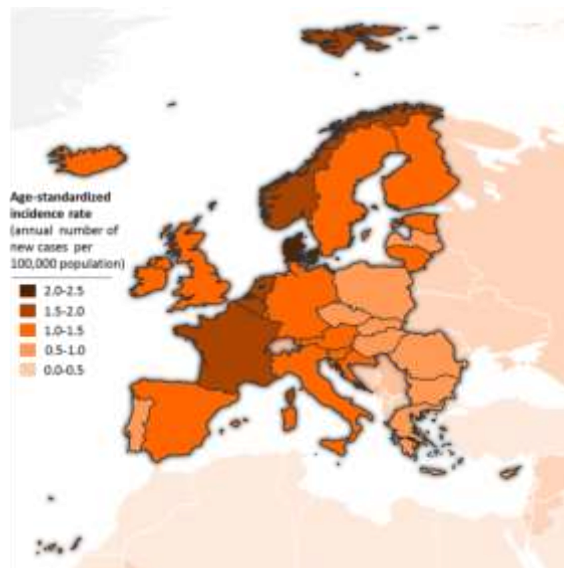 Age-standardized
incidence rate
(annual number of
new cases per
100,000 population)
2.0-2.5
1.5-2.0
1.0-1.5
0.5-1.0
0.0-0.5